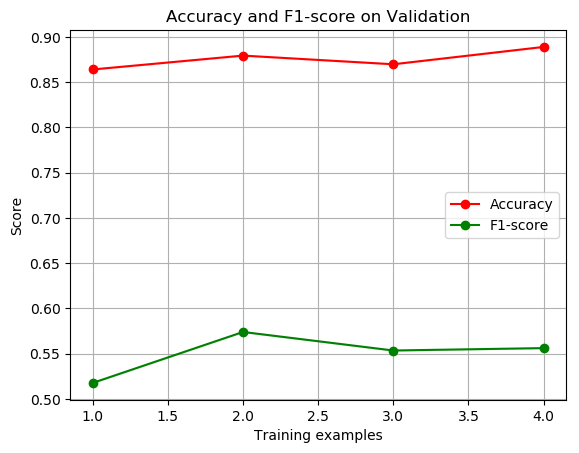 Accuracy and F1-score on Validation
0.90
0.85
0.80
0.75
0.70
0.65
0.60
0.55
0.50
Score
Accuracy
F1-score
1.0 1.5 2.0 2.5 3.0 3.5 4.0
Training examples